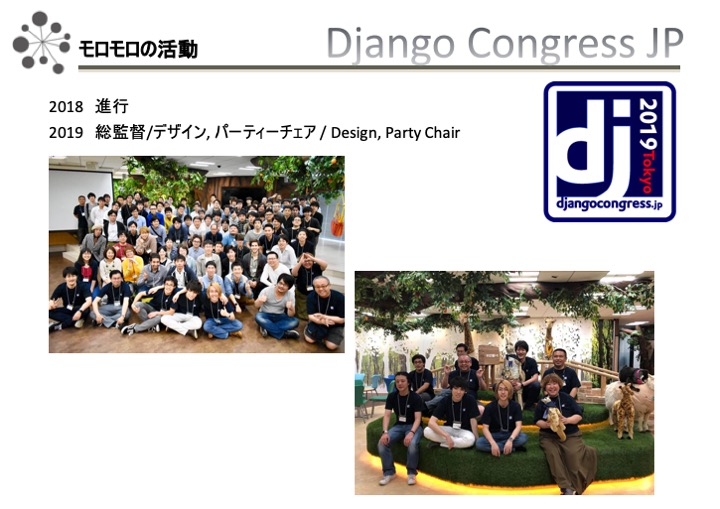 モロモロの活動
Django Congress JP
2018 進行
2019 総監督/デザイン, パーティーチェア / Design, Party Chair
dj
2019 Tokyo
djangocongress.jp